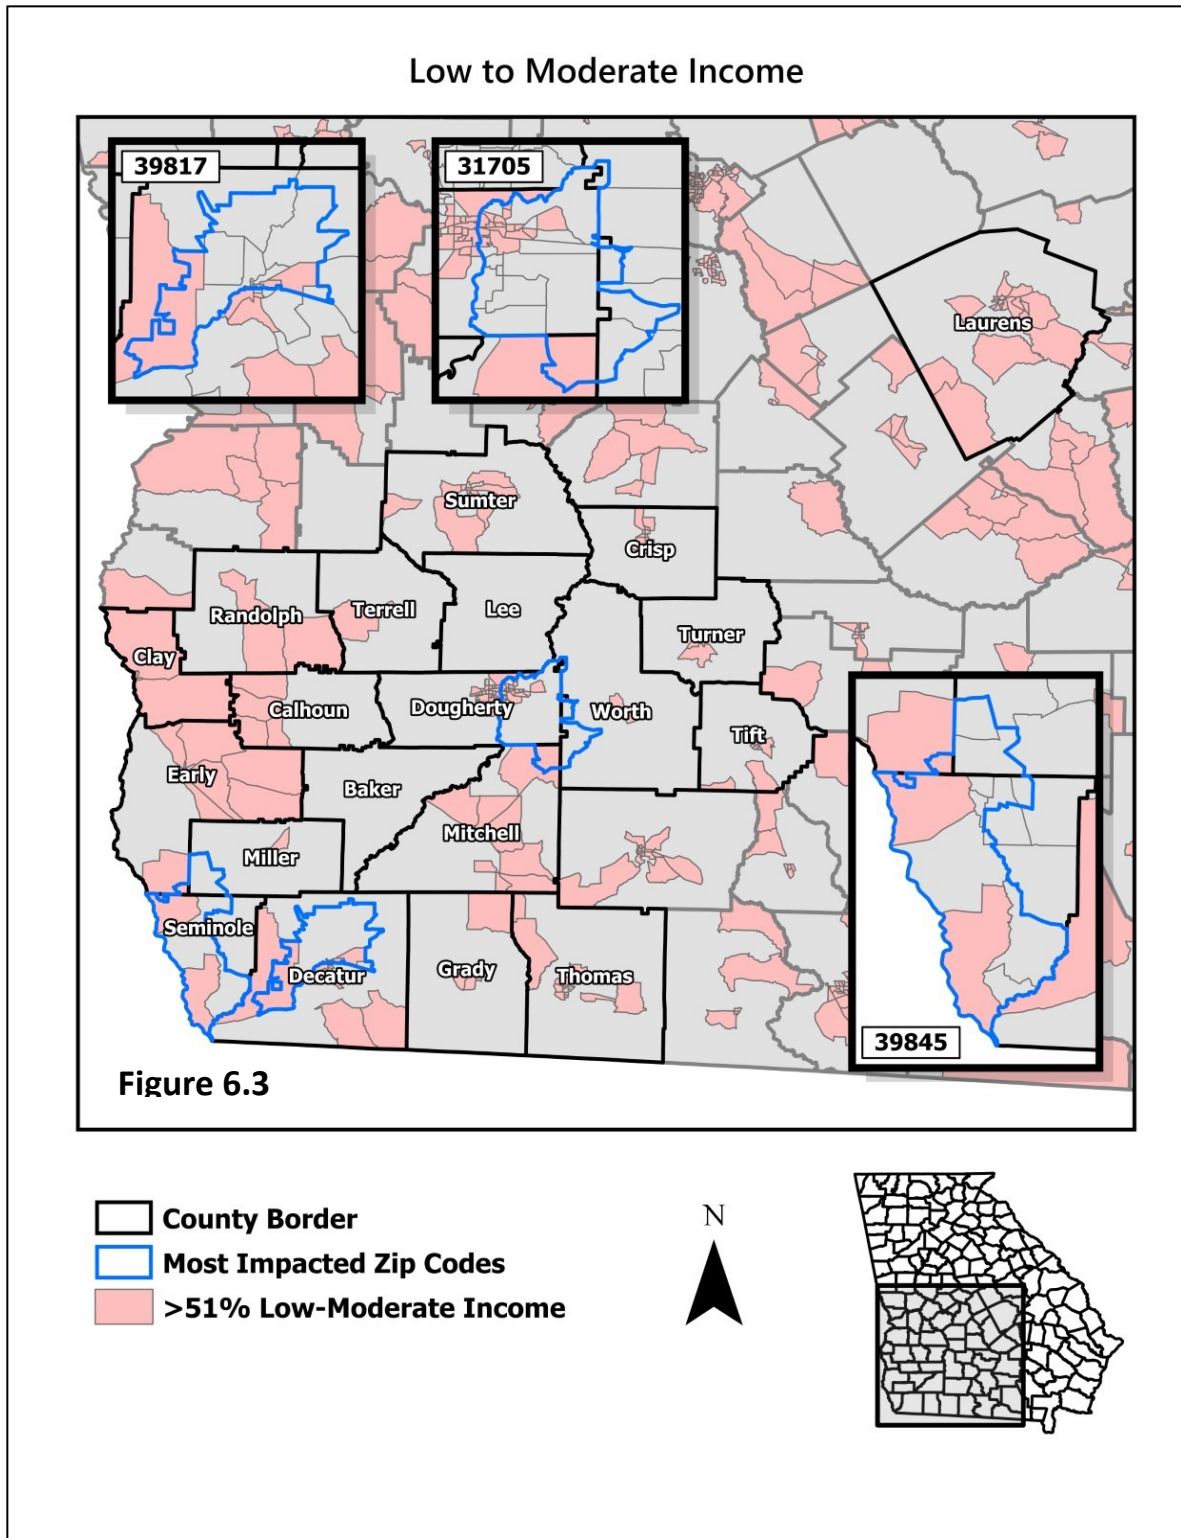 Low to Moderate Income
39817
31705
Laurens
Sumter
Crisp
Randolph
Terrell
Lee
Turner
Clay
Calhoun
Dougherty
Worth
Tift
Early
Baker
Mitchell
Miller
Seminole
Decatur
Grady
Thomas
39845
Figure 6.3
County Border
Most Impacted Zip Codes
>51% Low-Moderate Income
N